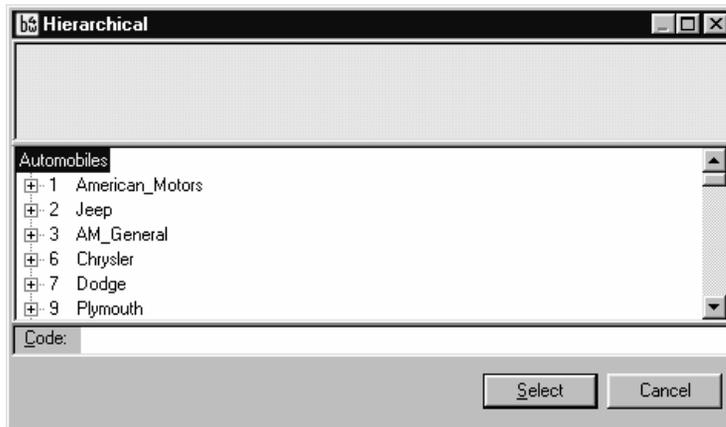 Hierarchical
Automobiles
1 American_Motors
2 Jeep
3 AM_General
6 Chrysler
7 Dodge
9 Plymouth
Code:
Select Cancel